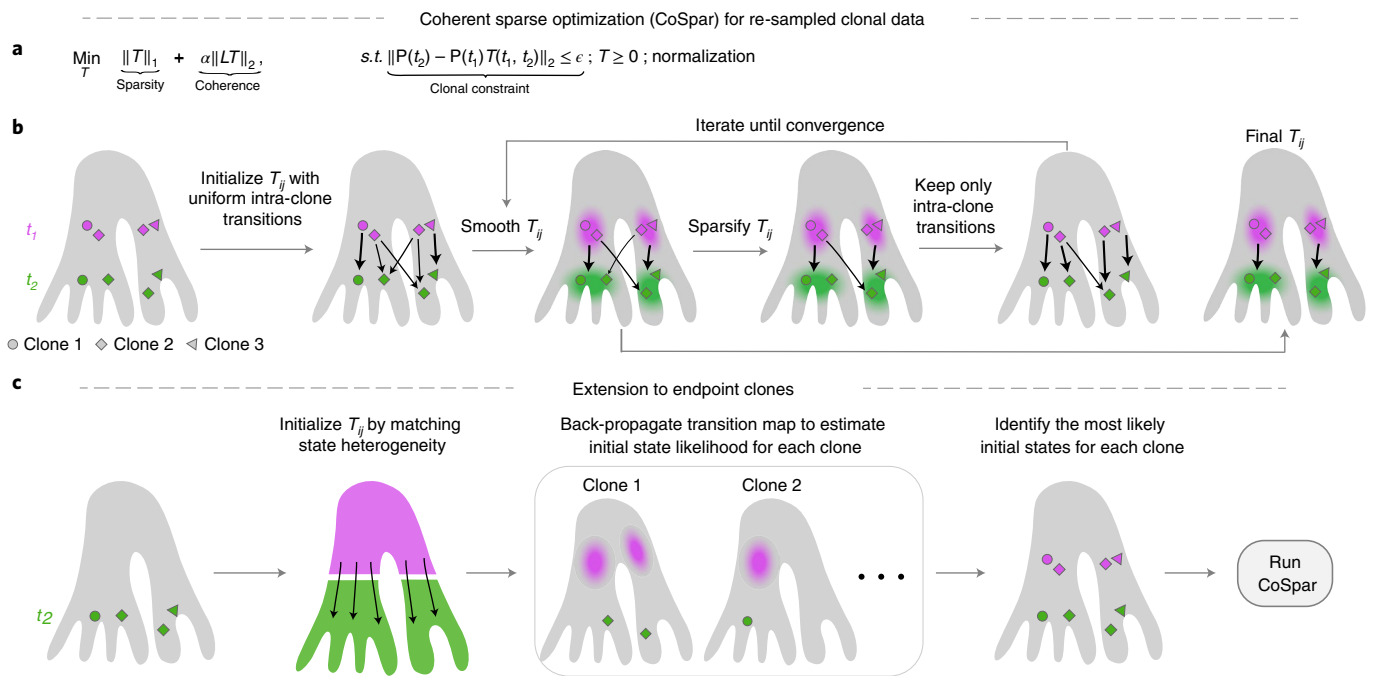 Coherent sparse optimization (CoSpar) for re-sampled clonal data
a
Min ‖T‖₁ + α‖LT‖₂, s.t. ‖P(t₂) – P(t₁)T(t₁, t₂)‖₂ ≤ ϵ ; T ≥ 0 ; normalization
T
Sparsity
Coherence
Clonal constraint
b
Iterate until convergence
Initialize Tij with
uniform intra-clone
transitions
Smooth Tij
Sparsify Tij
Keep only
intra-clone
transitions
Final Tij
t₁
t₂
Clone 1 Clone 2 Clone 3
c
Extension to endpoint clones
Initialize Tij by matching
state heterogeneity
Back-propagate transition map to estimate
initial state likelihood for each clone
Identify the most likely
initial states for each clone
Clone 1
Clone 2
• • •
t2
Run
CoSpar